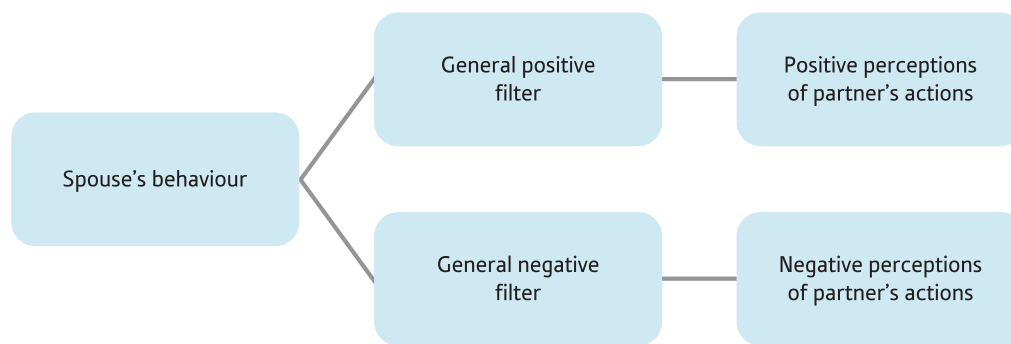 Spouse’s behaviour
General positive
filter
Positive perceptions
of partner’s actions
General negative
filter
Negative perceptions
of partner’s actions